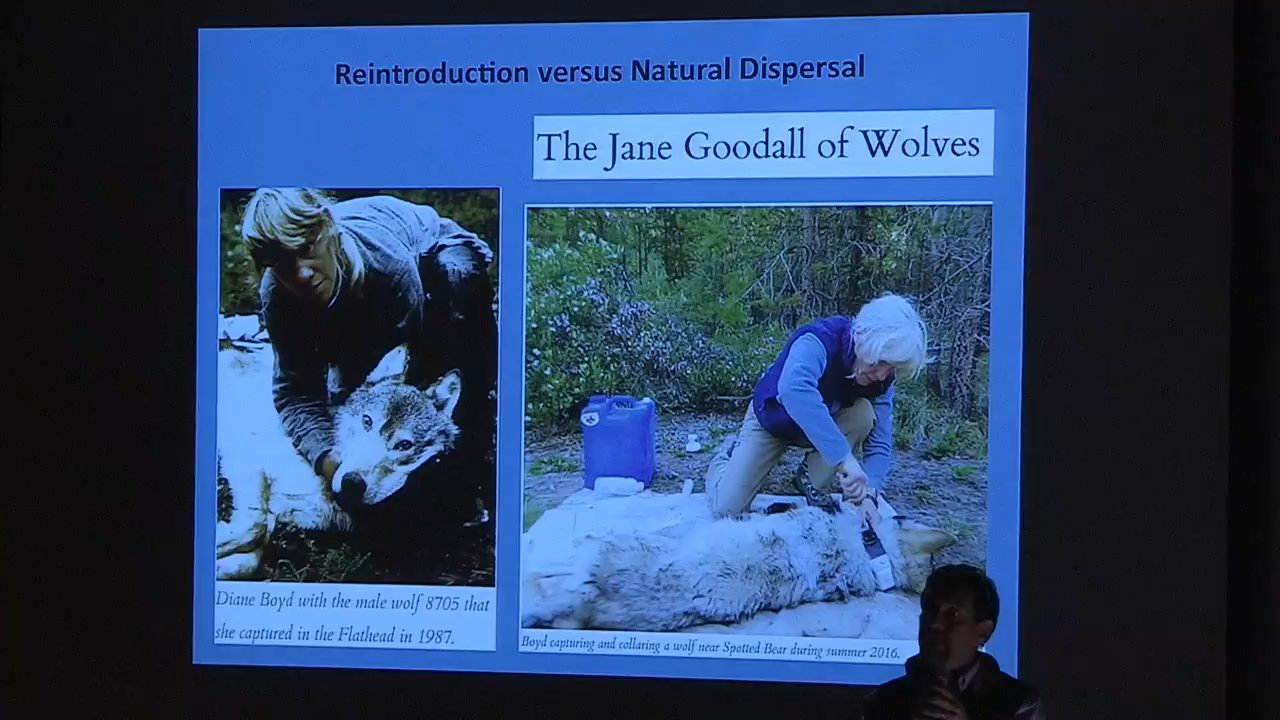 Reintroduction versus Natural Dispersal
The Jane Goodall of Wolves
Diane Boyd with the male wolf 8705 that
she captured in the Flathead in 1987.
Boyd capturing and collaring a wolf near Spotted Bear during summer 2016.